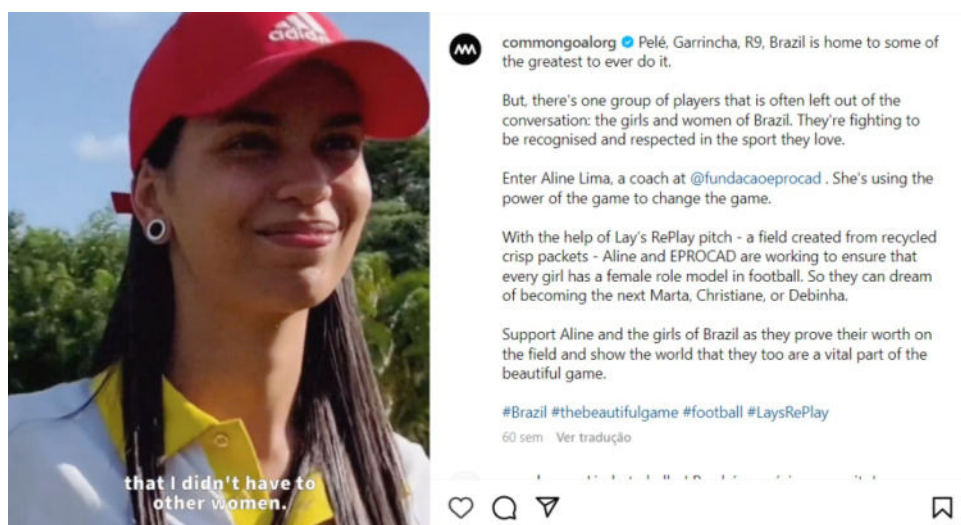 adidas
that I didn't have to
other women.
commongoalorg Pelé, Garrincha, R9, Brazil is home to some of
the greatest to ever do it.
But, there's one group of players that is often left out of the
conversation: the girls and women of Brazil. They're fighting to
be recognised and respected in the sport they love.
Enter Aline Lima, a coach at @fundacaoeprocad . She's using the
power of the game to change the game.
With the help of Lay's RePlay pitch - a field created from recycled
crisp packets - Aline and EPROCAD are working to ensure that
every girl has a female role model in football. So they can dream
of becoming the next Marta, Christiane, or Debinha.
Support Aline and the girls of Brazil as they prove their worth on
the field and show the world that they too are a vital part of the
beautiful game.
#Brazil #thebeautifulgame #football #LaysRePlay
60 sem Ver tradução